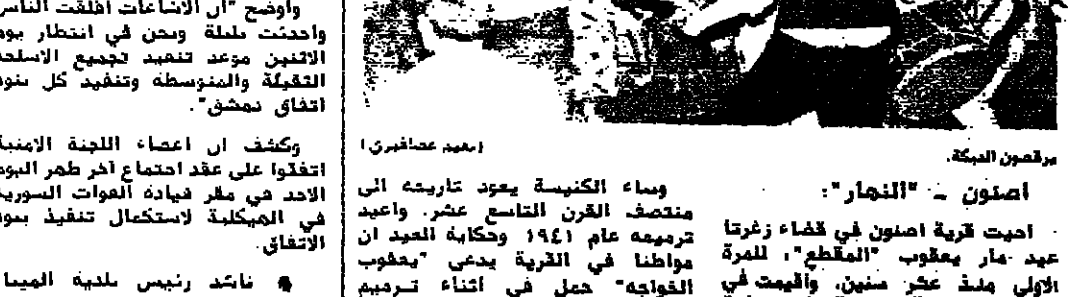 يرقصون الدبكة.
(سعيد عصافيري)
اصنون ـ "النهار":
احيت قرية اصنون في قضاء زغرتا
عيد مار يعقوب "المقطع"، للمرة
الاولى منذ عشر سنين، واقيمت في
وبناء الكنيسة يعود تاريخه الى
منتصف القرن التاسع عشر. واعيد
ترميمه عام ١٩٤١ وحكاية العيد ان
مواطنا في القرية يدعى "يعقوب
الخواجه" حمل في اثناء ترميم
واوضح "ان الاشاعات اقلقت الناس
واحدثت بلبلة ونحن في انتظار يوم
الاثنين موعد تنفيذ تجميع الاسلحة
الثقيلة والمتوسطة وتنفيذ كل بنود
اتفاق دمشق".
وكشف ان اعضاء اللجنة الامنية
اتفقوا على عقد اجتماع آخر ظهر اليوم
الاحد في مقر قيادة القوات السورية
في الهيكلية لاستكمال تنفيذ بنود
الاتفاق.
● ناشد رئيس بلدية الميناء